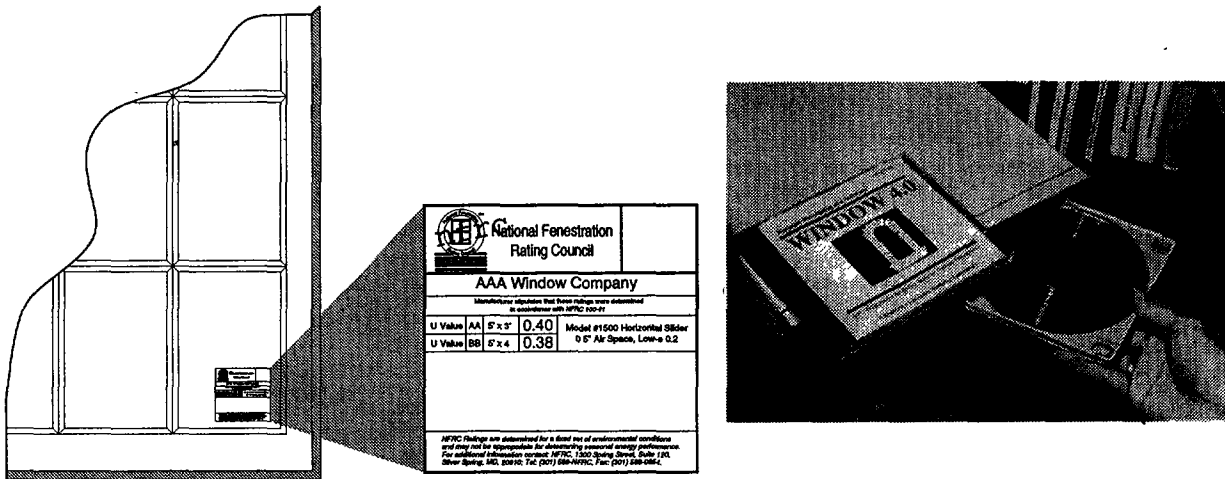 National Fenestration
Rating Council
AAA Window Company
Manufacturer stipulates that these ratings were determined
in accordance with NFRC 100-91
U Value AA 5' x 3' 0.40 Model #1500 Horizontal Slider
U Value BB 5' x 4 0.38 0 5" Air Space, Low-e 0.2
NFRC Ratings are determined for a fixed set of environmental conditions
and may not be appropriate for determining seasonal energy performance.
For additional information contact: NFRC, 1300 Spring Street, Suite 120,
Silver Spring, MD, 20910; Tel: (301) 589-NFRC, Fax: (301)
WINDOW 4.0